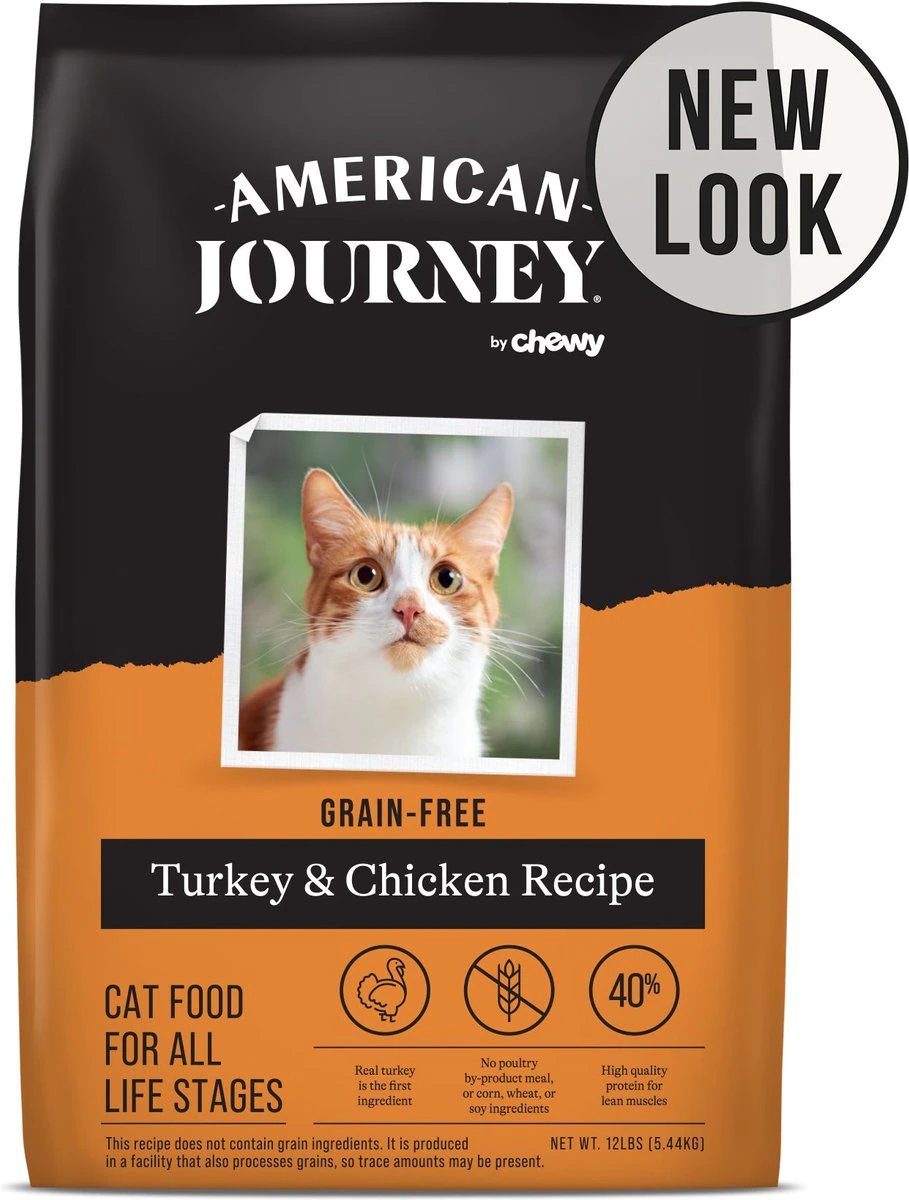 NEW
LOOK
-AMERICAN-
JOURNEY®
by chewy
GRAIN-FREE
Turkey & Chicken Recipe
CAT FOOD
FOR ALL
LIFE STAGES
40%
Real turkey
is the first
ingredient
No poultry
by-product meal,
or corn, wheat, or
soy ingredients
High quality
protein for
lean muscles
This recipe does not contain grain ingredients. It is produced
in a facility that also processes grains, so trace amounts may be present.
NET WT. 12LBS (5.44KG)